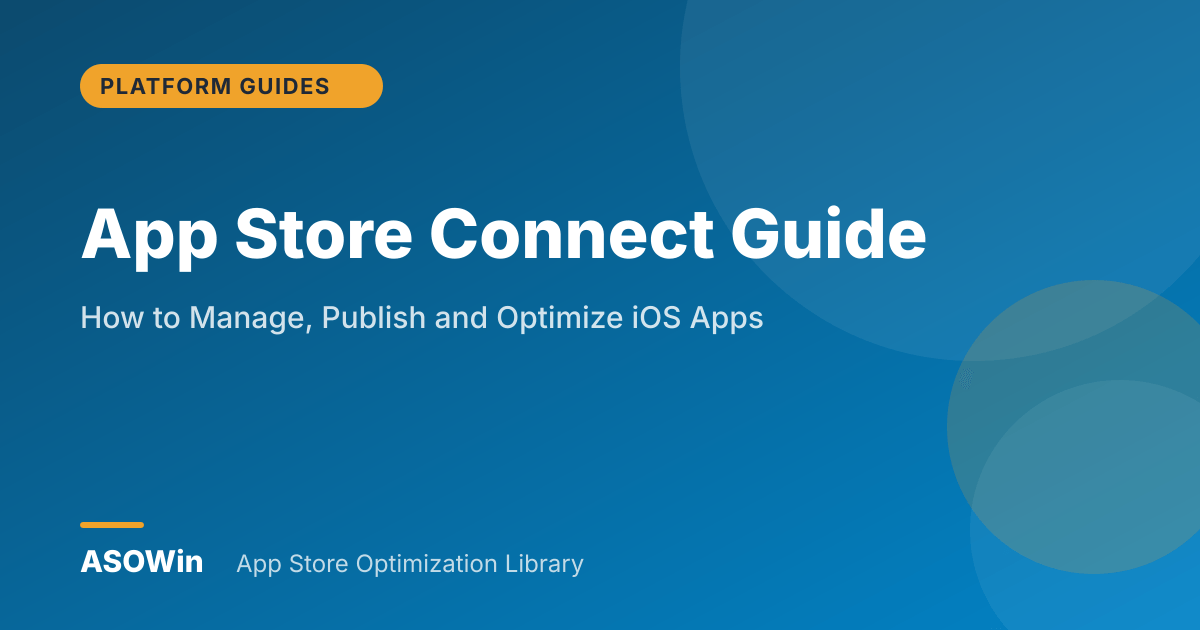 PLATFORM GUIDES
App Store Connect Guide
How to Manage, Publish and Optimize iOS Apps
ASOWin App Store Optimization Library